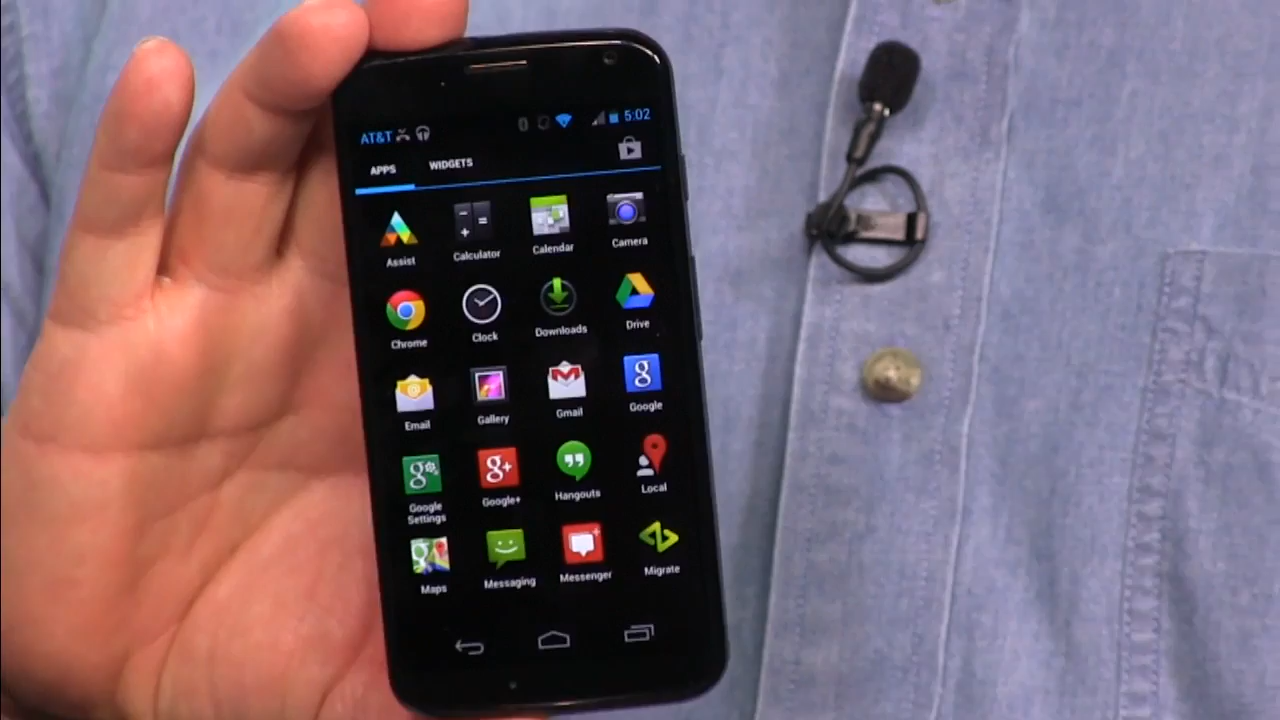 AT&T 5:02
APPS WIDGETS
Assist Calculator Calendar Camera
Chrome Clock Downloads Drive
Email Gallery Gmail Google
Google Settings Google+ Hangouts Local
Maps Messaging Messenger Migrate